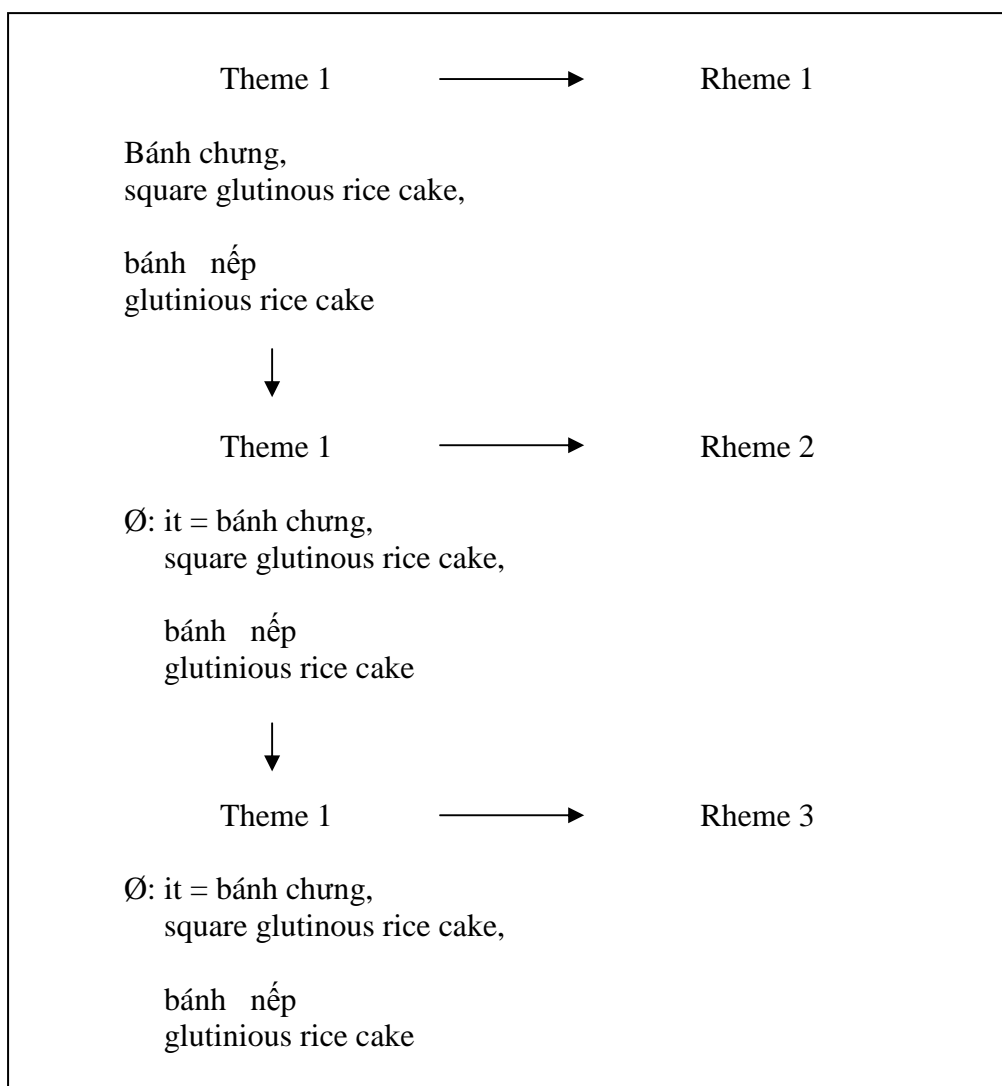 Theme 1 Rheme 1
Bánh chưng,
square glutinous rice cake,
bánh nếp
glutinious rice cake
Theme 1 Rheme 2
Ø: it = bánh chưng,
square glutinous rice cake,
bánh nếp
glutinious rice cake
Theme 1 Rheme 3
Ø: it = bánh chưng,
square glutinous rice cake,
bánh nếp
glutinious rice cake